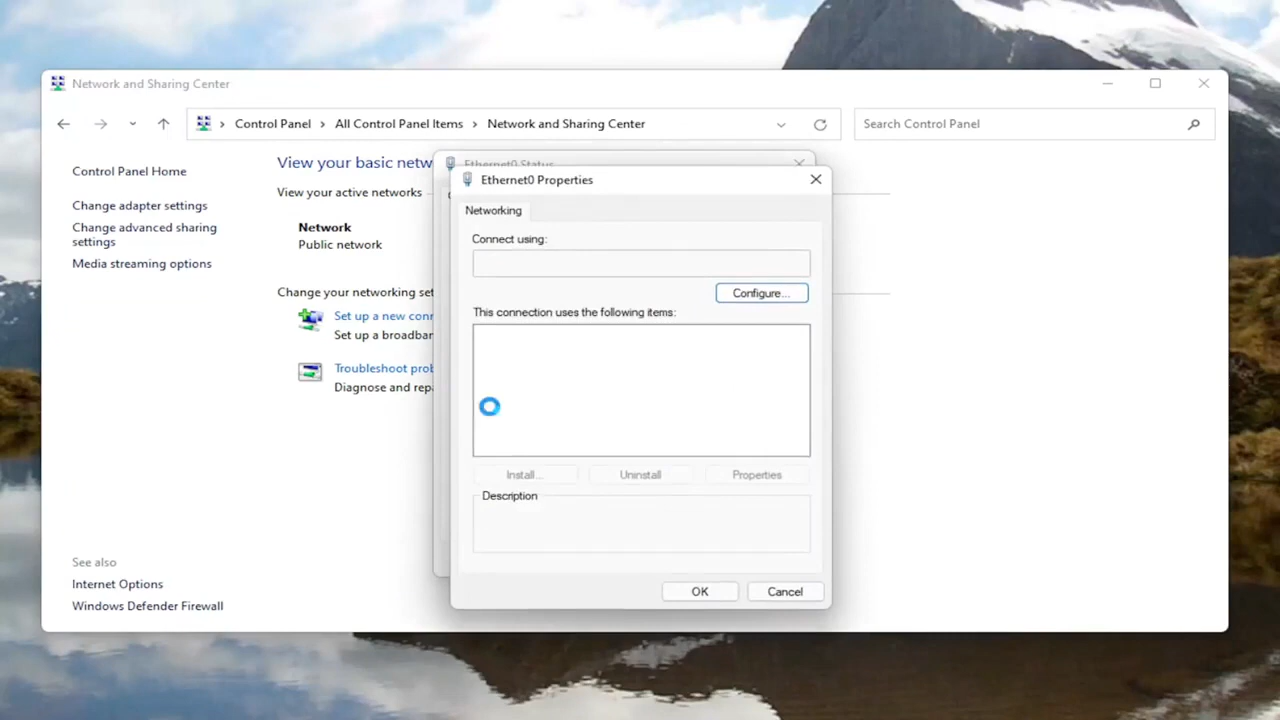 Network and Sharing Center
Control Panel > All Control Panel Items > Network and Sharing Center
Search Control Panel
Control Panel Home
Change adapter settings
Change advanced sharing
settings
Media streaming options
See also
Internet Options
Windows Defender Firewall
View your basic netw
View your active networks
Network
Public network
Change your networking set
Set up a new conn
Set up a broadban
Troubleshoot prob
Diagnose and repa
Ethernet0 Status
Ethernet0 Properties
Networking
Connect using:
Configure...
This connection uses the following items:
Install... Uninstall Properties
Description
OK Cancel